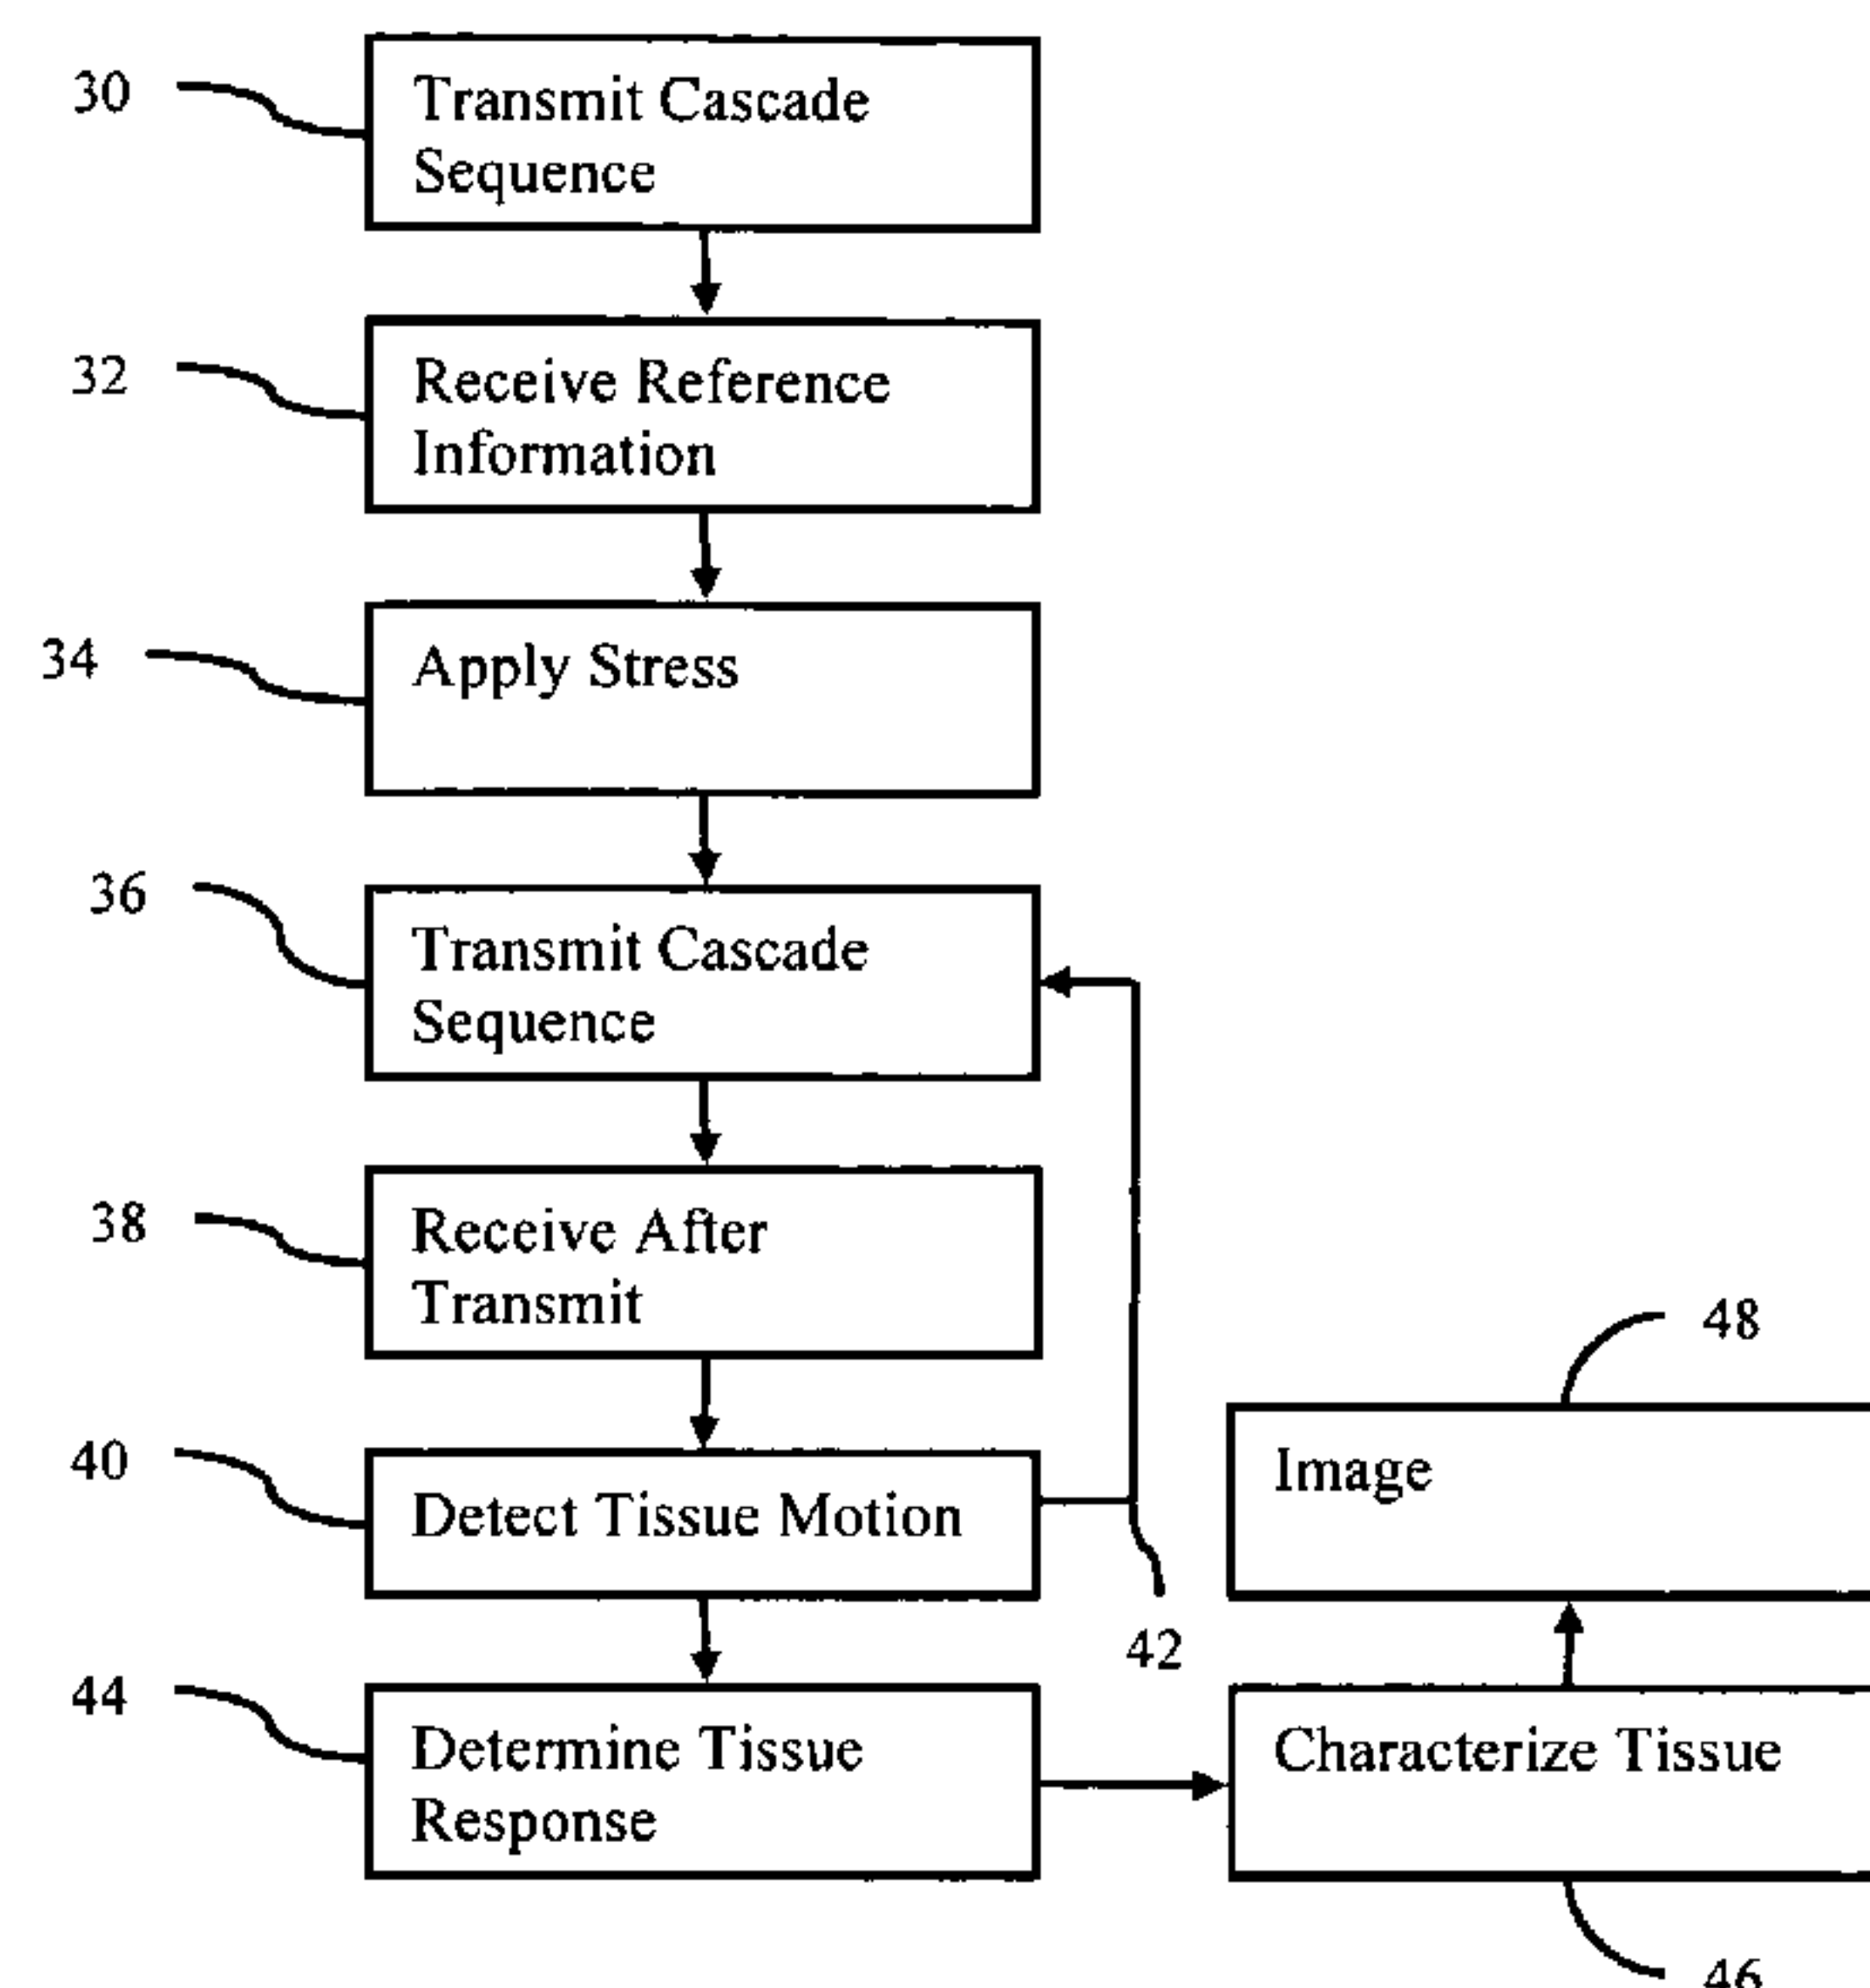 30
Transmit Cascade
Sequence
32
Receive Reference
Information
34
Apply Stress
36
Transmit Cascade
Sequence
38
Receive After
Transmit
40
Detect Tissue Motion
42
44
Determine Tissue
Response
48
Image
Characterize Tissue
46